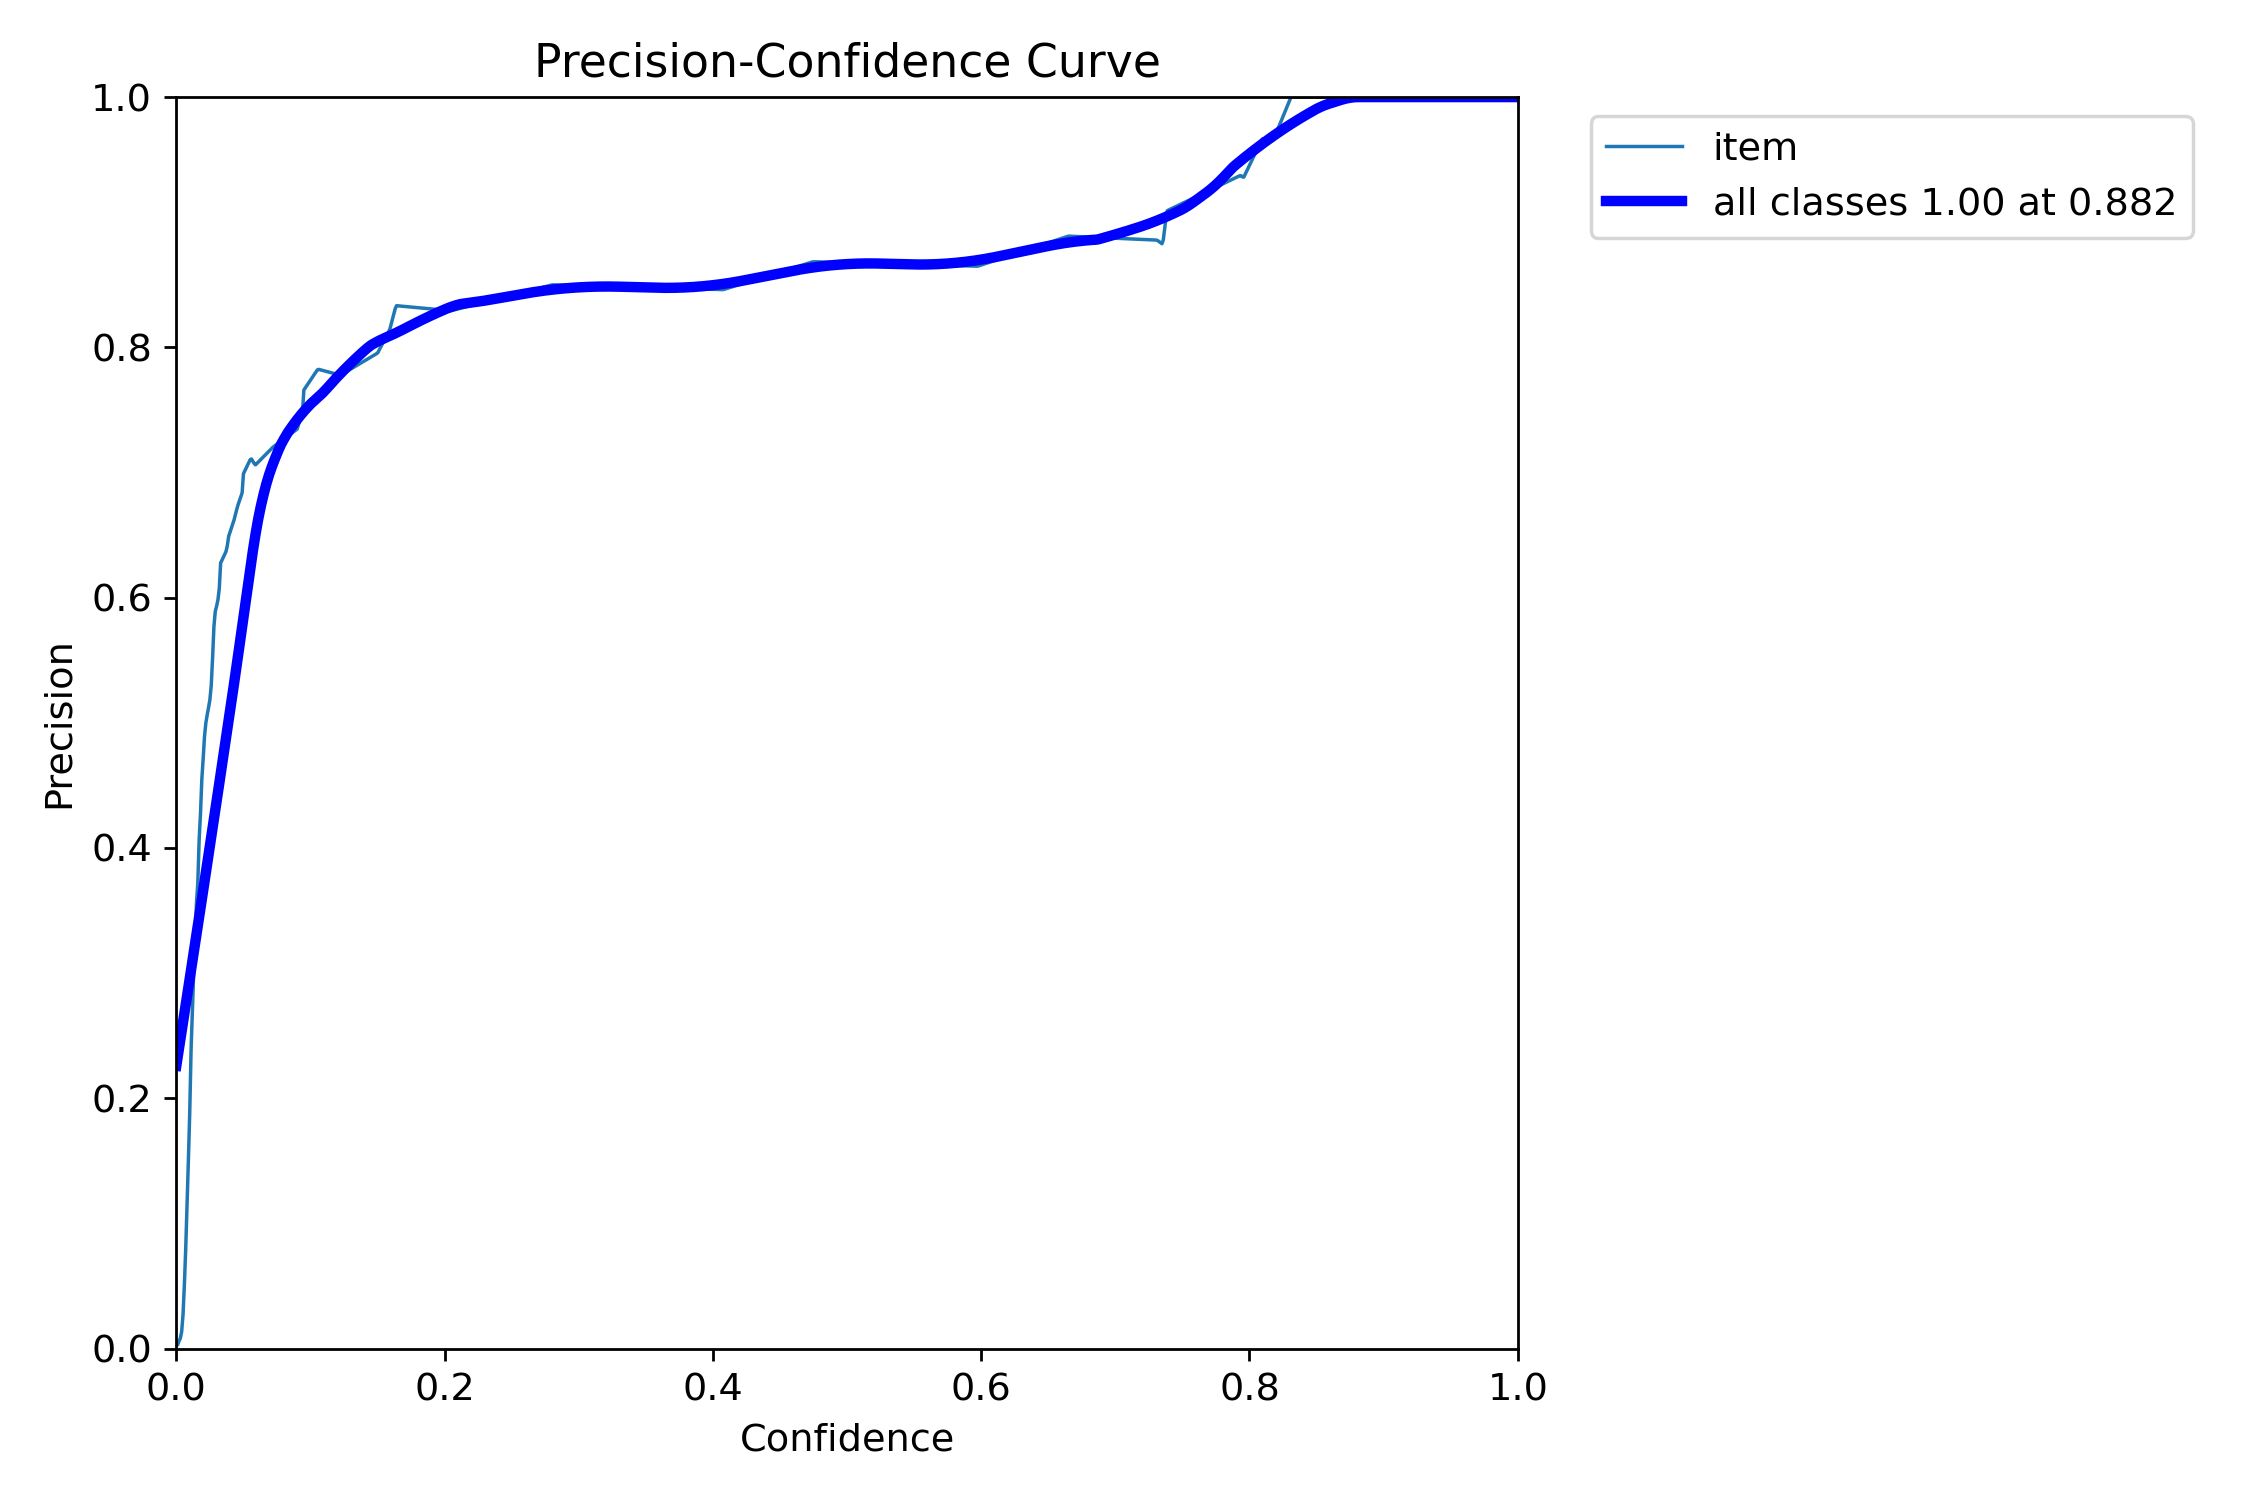 Precision-Confidence Curve
1.0
0.8
0.6
0.4
0.2
0.0
Precision
0.0 0.2 0.4 0.6 0.8 1.0
Confidence
item
all classes 1.00 at 0.882